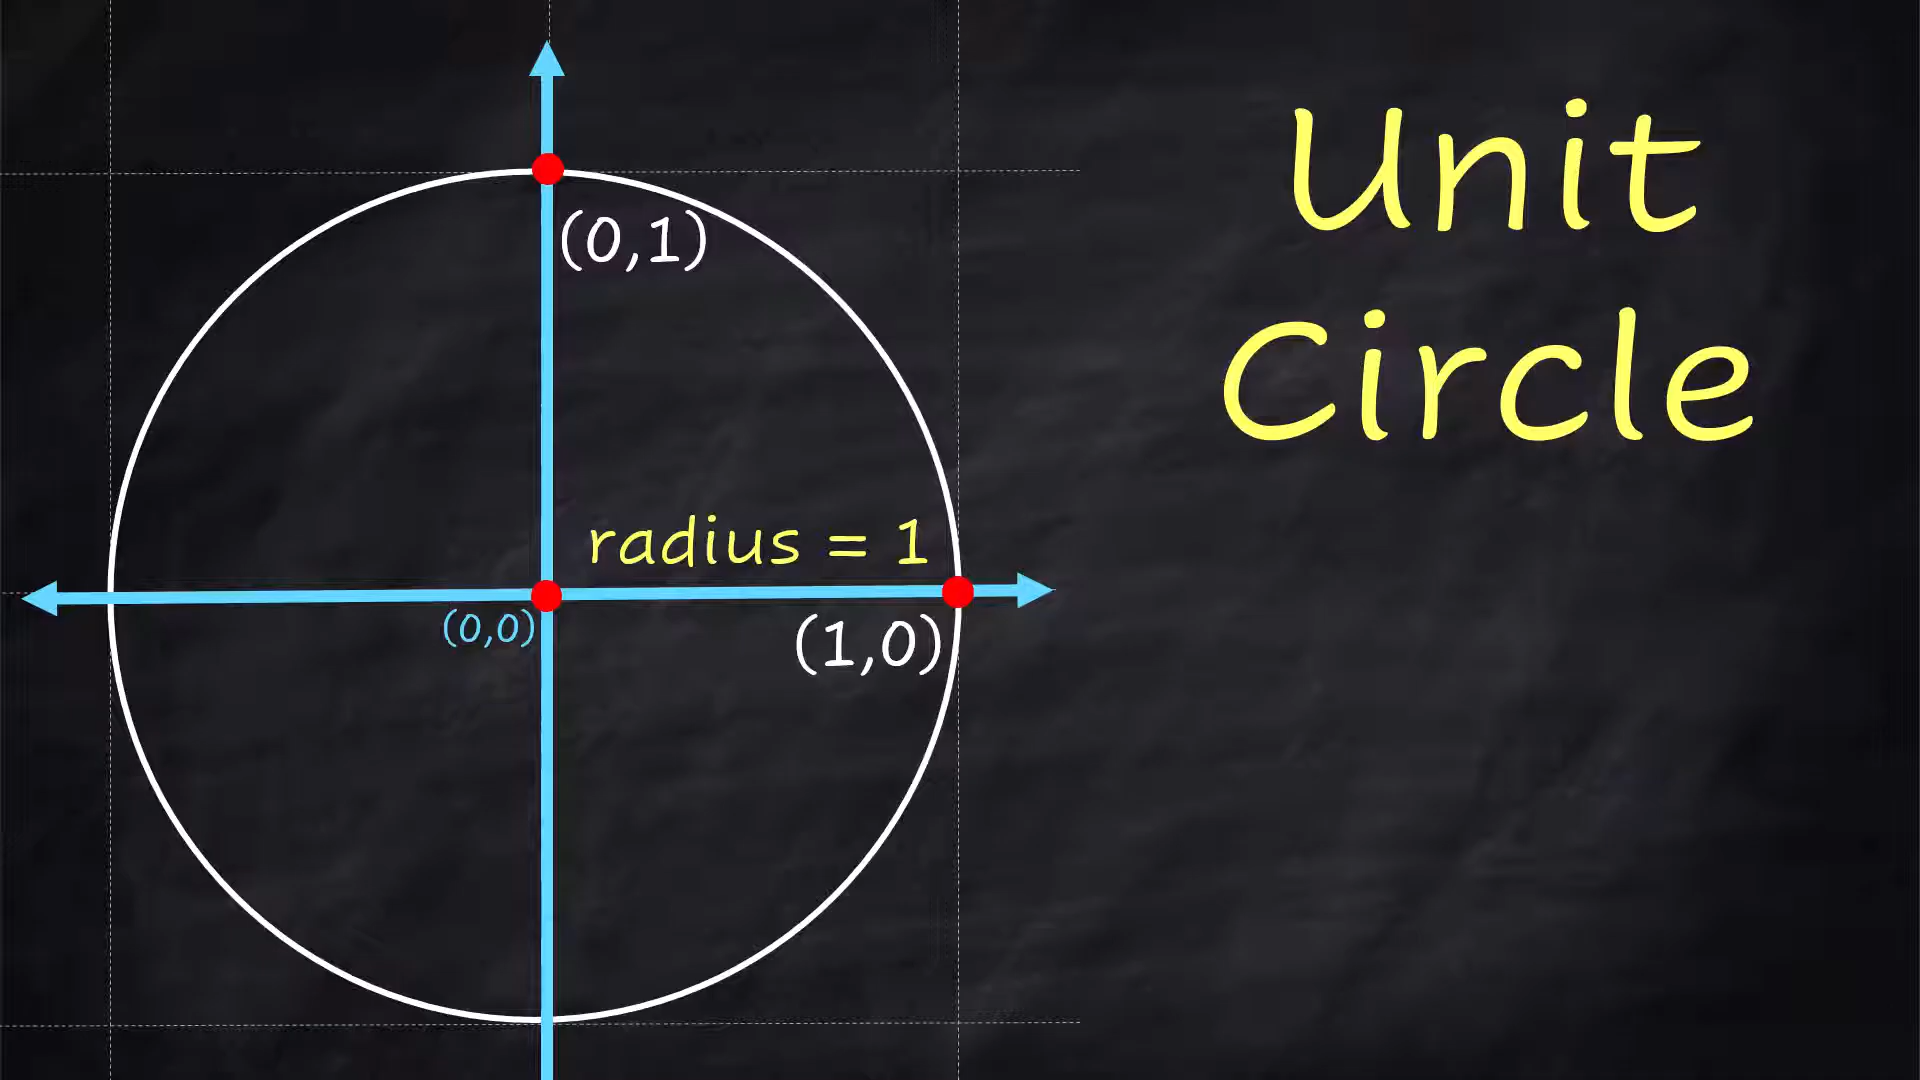 Unit
Circle
(0,1)
radius = 1
(0,0)
(1,0)